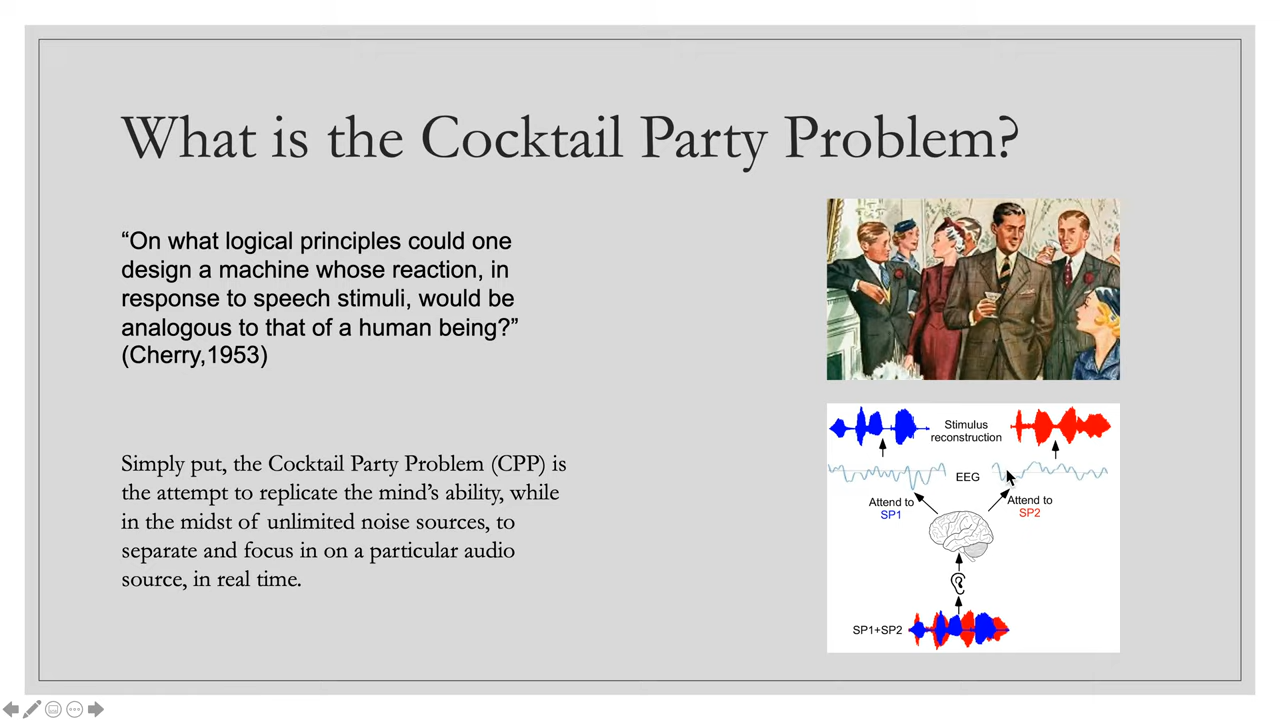 What is the Cocktail Party Problem?
“On what logical principles could one
design a machine whose reaction, in
response to speech stimuli, would be
analogous to that of a human being?”
(Cherry,1953)
Simply put, the Cocktail Party Problem (CPP) is
the attempt to replicate the mind’s ability, while
in the midst of unlimited noise sources, to
separate and focus in on a particular audio
source, in real time.
Stimulus
reconstruction
EEG
Attend to
SP1
Attend to
SP2
SP1+SP2